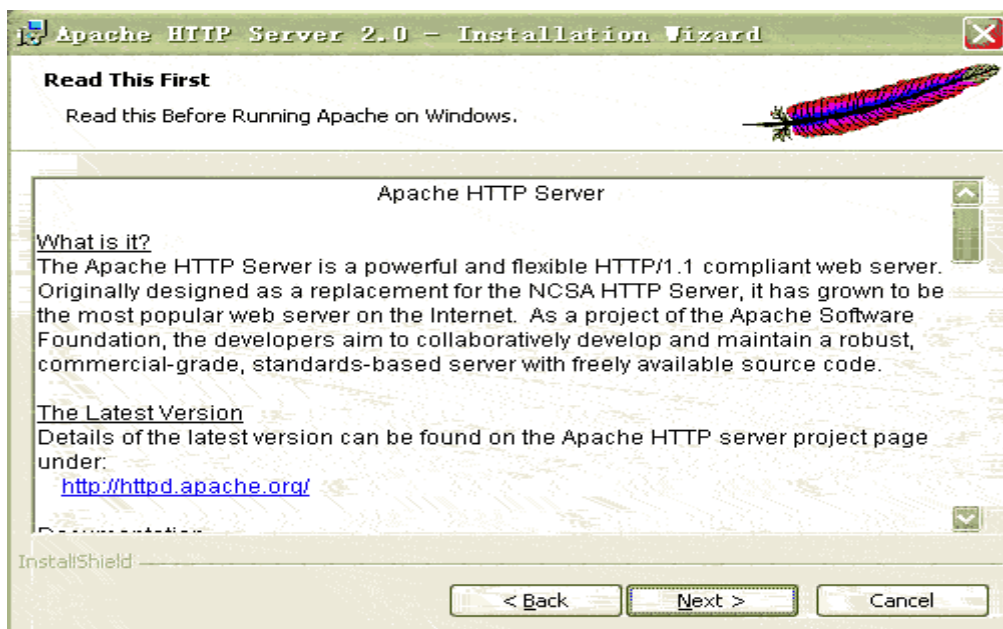 Apache HTTP Server 2.0 - Installation Wizard
Read This First
Read this Before Running Apache on Windows.
Apache HTTP Server
What is it?
The Apache HTTP Server is a powerful and flexible HTTP/1.1 compliant web server.
Originally designed as a replacement for the NCSA HTTP Server, it has grown to be
the most popular web server on the Internet.  As a project of the Apache Software
Foundation, the developers aim to collaboratively develop and maintain a robust,
commercial-grade, standards-based server with freely available source code.
The Latest Version
Details of the latest version can be found on the Apache HTTP server project page
under:
http://httpd.apache.org/
Documentation
InstallShield
< Back
Next >
Cancel